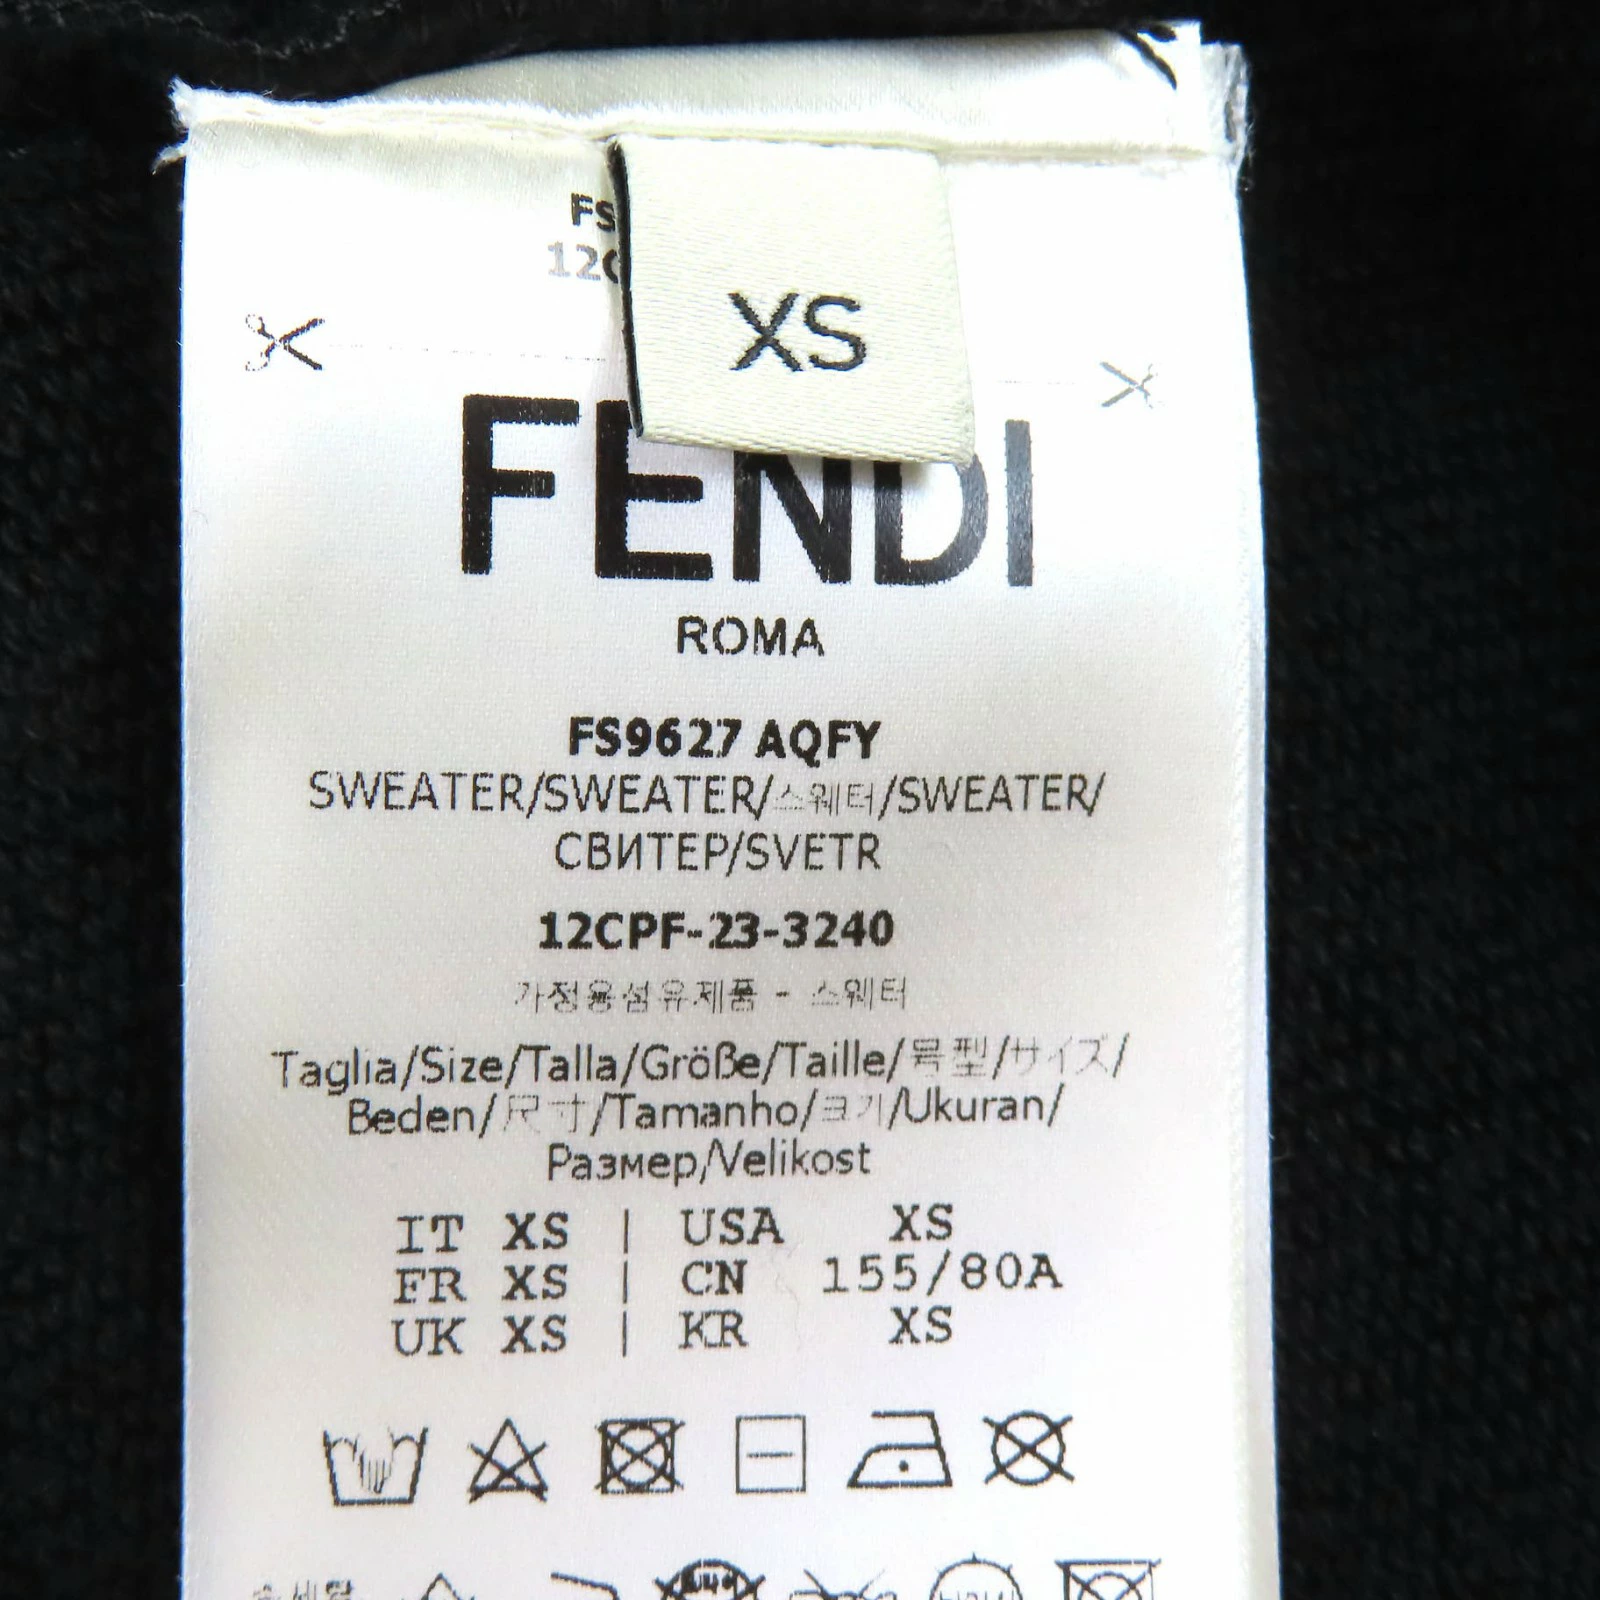 FS
12C
XS
FENDI
ROMA
FS9627 AQFY
SWEATER/SWEATER/스웨터/SWEATER/
СВИТЕР/SVETR
12CPF-23-3240
가정용섬유제품 - 스웨터
Taglia/Size/Talla/Größe/Taille/号型/サイズ/
Beden/尺寸/Tamanho/크기/Ukuran/
Размер/Velikost
IT XS | USA XS
FR XS | CN 155/80A
UK XS | KR XS